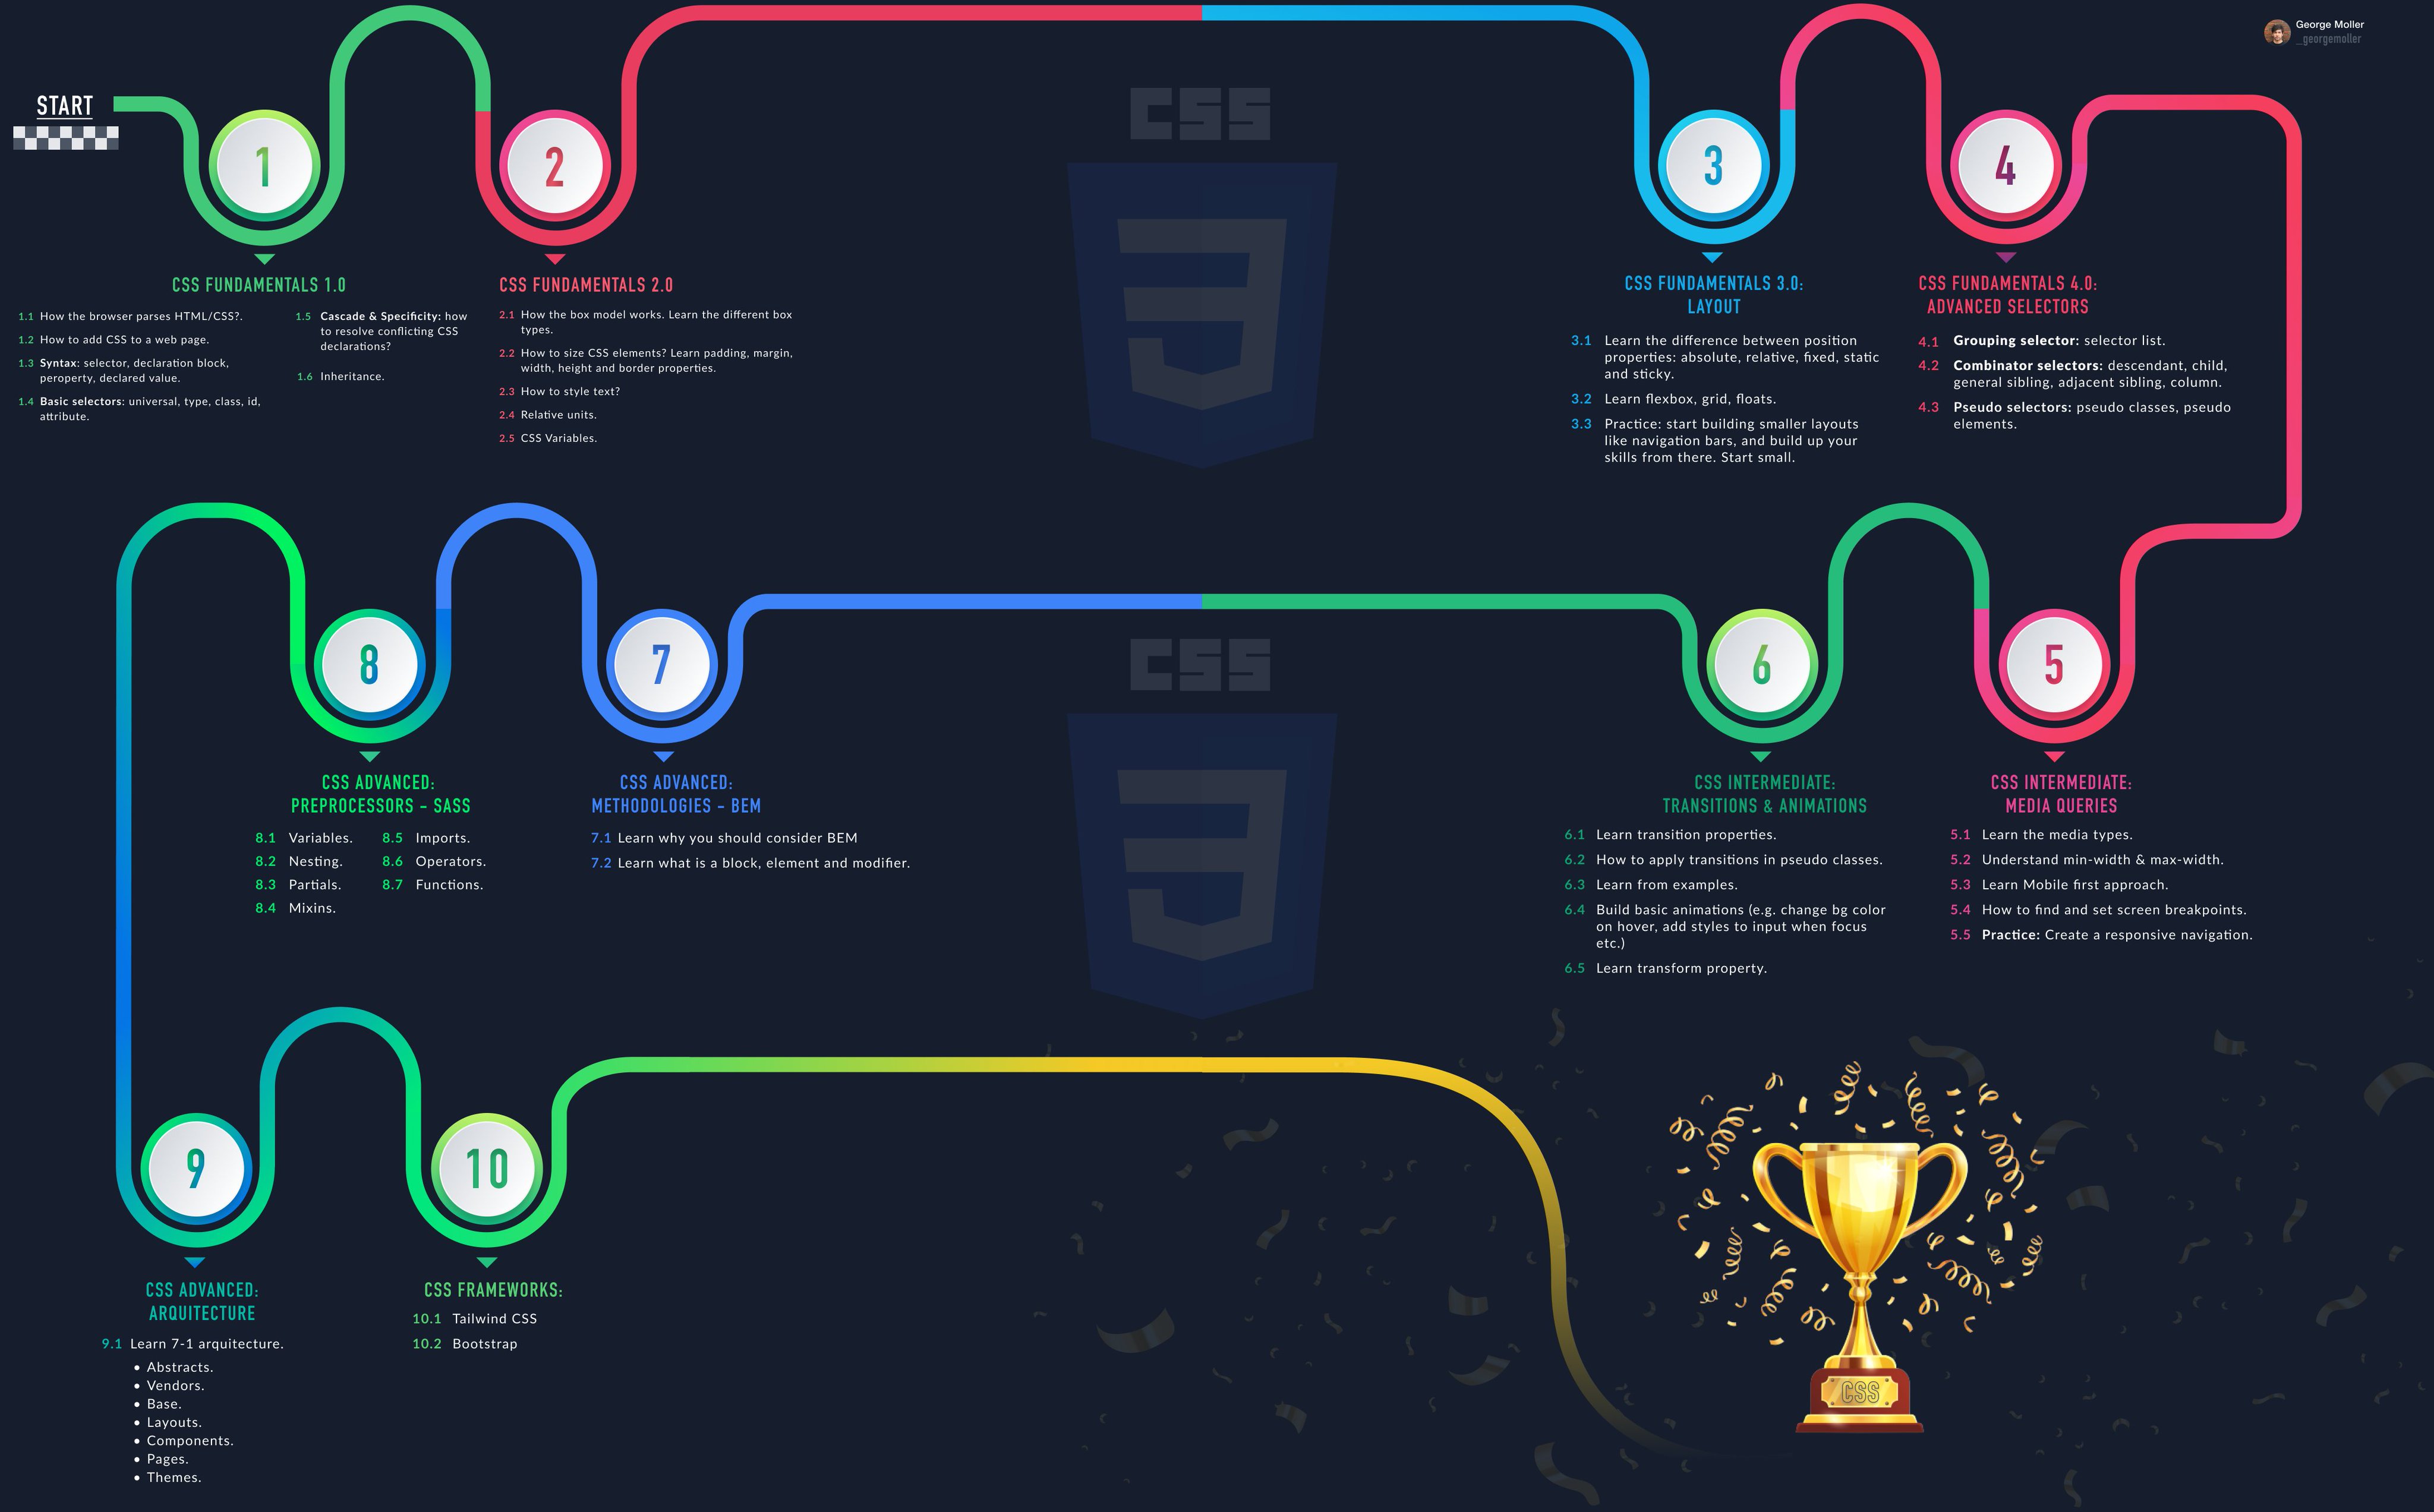 George Moller
_georgemoller
START
CSS
1
2
3
4
CSS FUNDAMENTALS 1.0
1.1 How the browser parses HTML/CSS?.
1.2 How to add CSS to a web page.
1.3 Syntax: selector, declaration block,
peroperty, declared value.
1.4 Basic selectors: universal, type, class, id,
attribute.
1.5 Cascade & Specificity: how
to resolve conflicting CSS
declarations?
1.6 Inheritance.
CSS FUNDAMENTALS 2.0
2.1 How the box model works. Learn the different box
types.
2.2 How to size CSS elements? Learn padding, margin,
width, height and border properties.
2.3 How to style text?
2.4 Relative units.
2.5 CSS Variables.
CSS FUNDAMENTALS 3.0:
LAYOUT
3.1 Learn the difference between position
properties: absolute, relative, fixed, static
and sticky.
3.2 Learn flexbox, grid, floats.
3.3 Practice: start building smaller layouts
like navigation bars, and build up your
skills from there. Start small.
CSS FUNDAMENTALS 4.0:
ADVANCED SELECTORS
4.1 Grouping selector: selector list.
4.2 Combinator selectors: descendant, child,
general sibling, adjacent sibling, column.
4.3 Pseudo selectors: pseudo classes, pseudo
elements.
8
7
CSS
6
5
CSS ADVANCED:
PREPROCESSORS - SASS
8.1 Variables.
8.2 Nesting.
8.3 Partials.
8.4 Mixins.
8.5 Imports.
8.6 Operators.
8.7 Functions.
CSS ADVANCED:
METHODOLOGIES - BEM
7.1 Learn why you should consider BEM
7.2 Learn what is a block, element and modifier.
CSS INTERMEDIATE:
TRANSITIONS & ANIMATIONS
6.1 Learn transition properties.
6.2 How to apply transitions in pseudo classes.
6.3 Learn from examples.
6.4 Build basic animations (e.g. change bg color
on hover, add styles to input when focus
etc.)
6.5 Learn transform property.
CSS INTERMEDIATE:
MEDIA QUERIES
5.1 Learn the media types.
5.2 Understand min-width & max-width.
5.3 Learn Mobile first approach.
5.4 How to find and set screen breakpoints.
5.5 Practice: Create a responsive navigation.
9
10
CSS ADVANCED:
ARQUITECTURE
9.1 Learn 7-1 arquitecture.
• Abstracts.
• Vendors.
• Base.
• Layouts.
• Components.
• Pages.
• Themes.
CSS FRAMEWORKS:
10.1 Tailwind CSS
10.2 Bootstrap
CSS